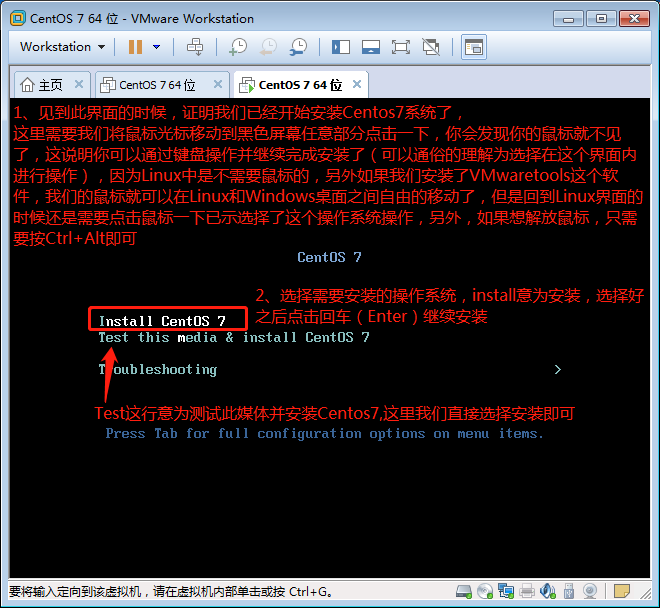 CentOS 7 64 位 - VMware Workstation
Workstation
主页
CentOS 7 64 位
CentOS 7 64 位
1、见到此界面的时候，证明我们已经开始安装Centos7系统了，
这里需要我们将鼠标光标移动到黑色屏幕任意部分点击一下，你会发现你的鼠标就不见
了，这说明你可以通过键盘操作并继续完成安装了（可以通俗的理解为选择在这个界面内
进行操作），因为Linux中是不需要鼠标的，另外如果我们安装了VMwaretools这个软
件，我们的鼠标就可以在Linux和Windows桌面之间自由的移动了，但是回到Linux界面的
时候还是需要点击鼠标一下已示选择了这个操作系统操作，另外，如果想解放鼠标，只需
要按Ctrl+Alt即可
CentOS 7
2、选择需要安装的操作系统，install意为安装，选择好
之后点击回车（Enter）继续安装
Install CentOS 7
Test this media & install CentOS 7
Troubleshooting >
Test这行意为测试此媒体并安装Centos7,这里我们直接选择安装即可
Press Tab for full configuration options on menu items.
要将输入定向到该虚拟机，请在虚拟机内部单击或按 Ctrl+G。